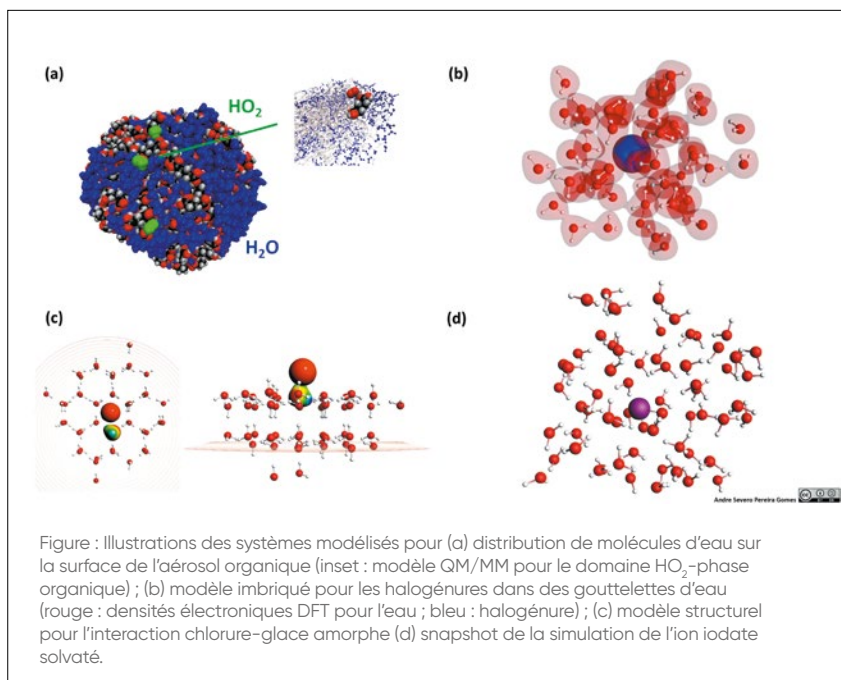 (a)
HO₂
H₂O
(b)
(c)
(d)
Andre Severo Pereira Gomes
Figure : Illustrations des systèmes modélisés pour (a) distribution de molécules d'eau sur
la surface de l'aérosol organique (inset : modèle QM/MM pour le domaine HO₂-phase
organique) ; (b) modèle imbriqué pour les halogénures dans des gouttelettes d'eau
(rouge : densités électroniques DFT pour l'eau ; bleu : halogénure) ; (c) modèle structurel
pour l'interaction chlorure-glace amorphe (d) snapshot de la simulation de l'ion iodate
solvaté.